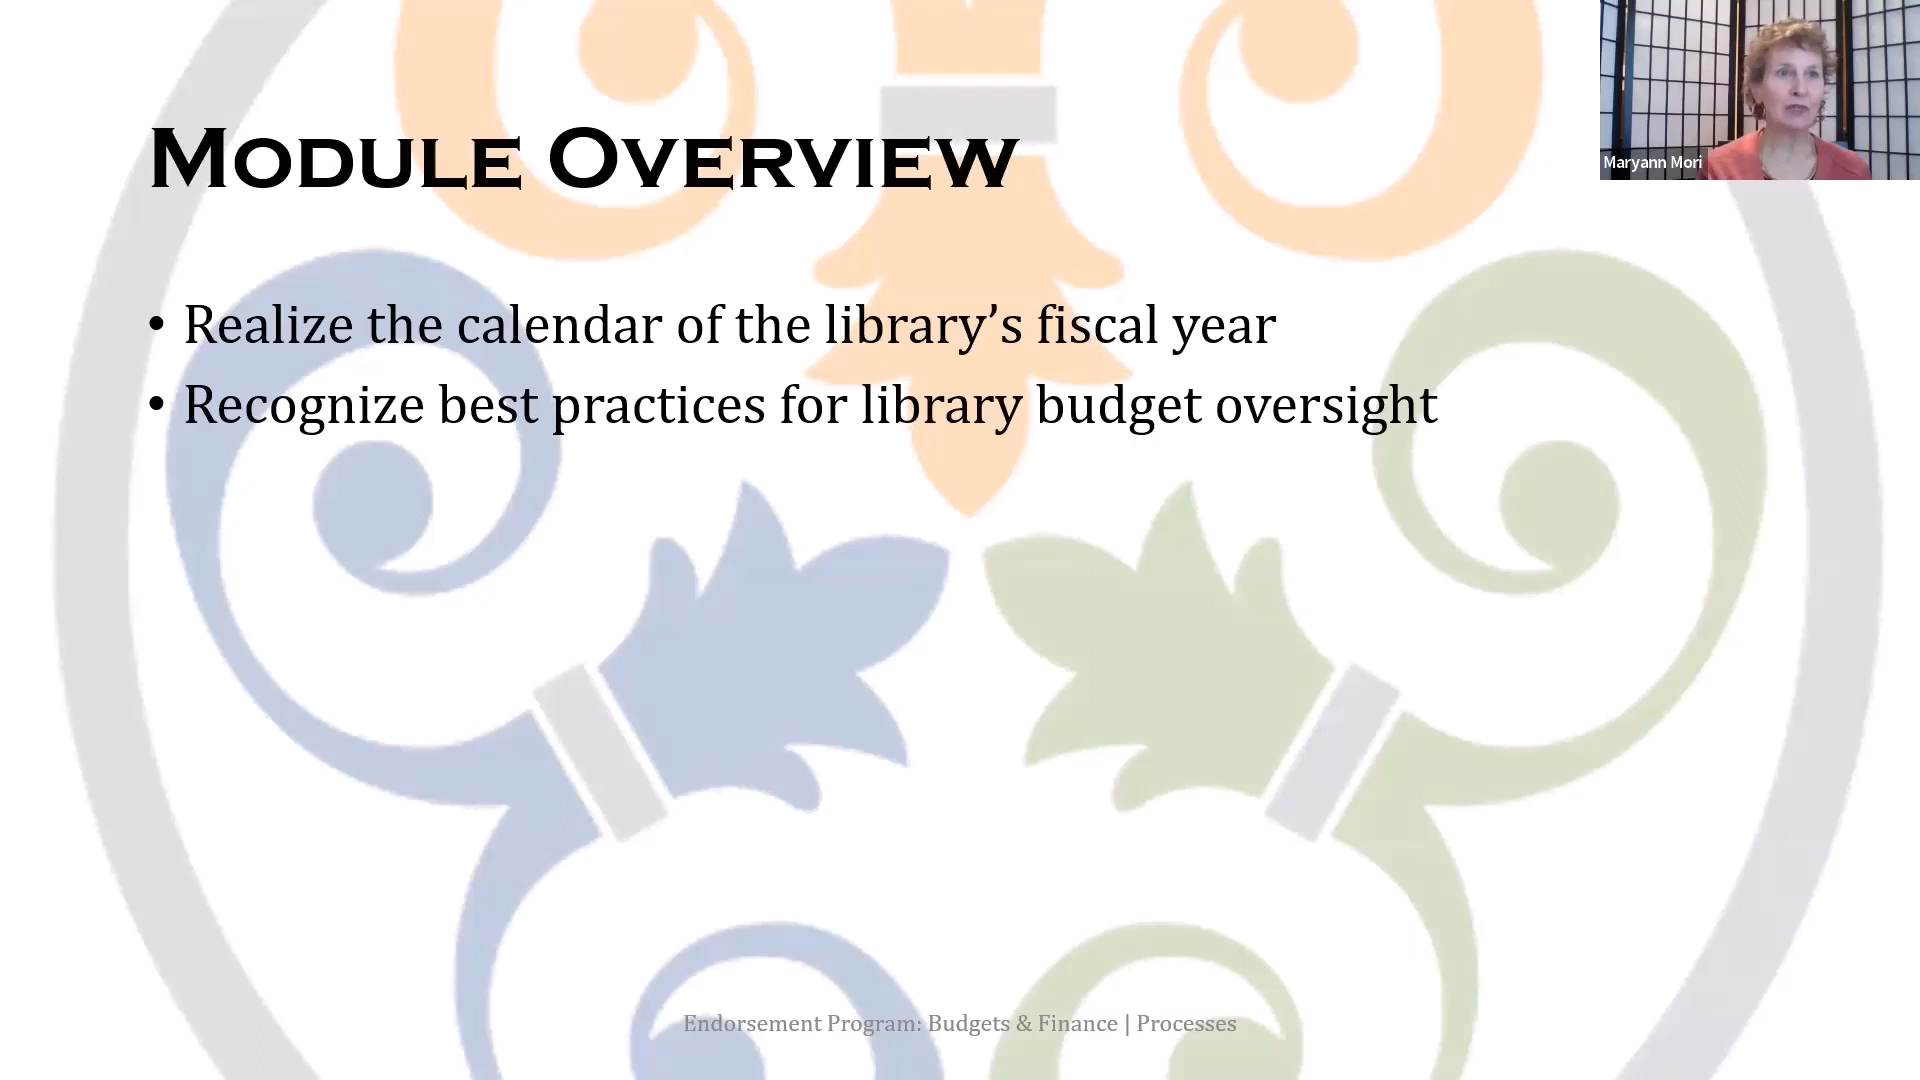 Module Overview
• Realize the calendar of the library’s fiscal year
• Recognize best practices for library budget oversight
Endorsement Program: Budgets & Finance | Processes
Maryann Mori